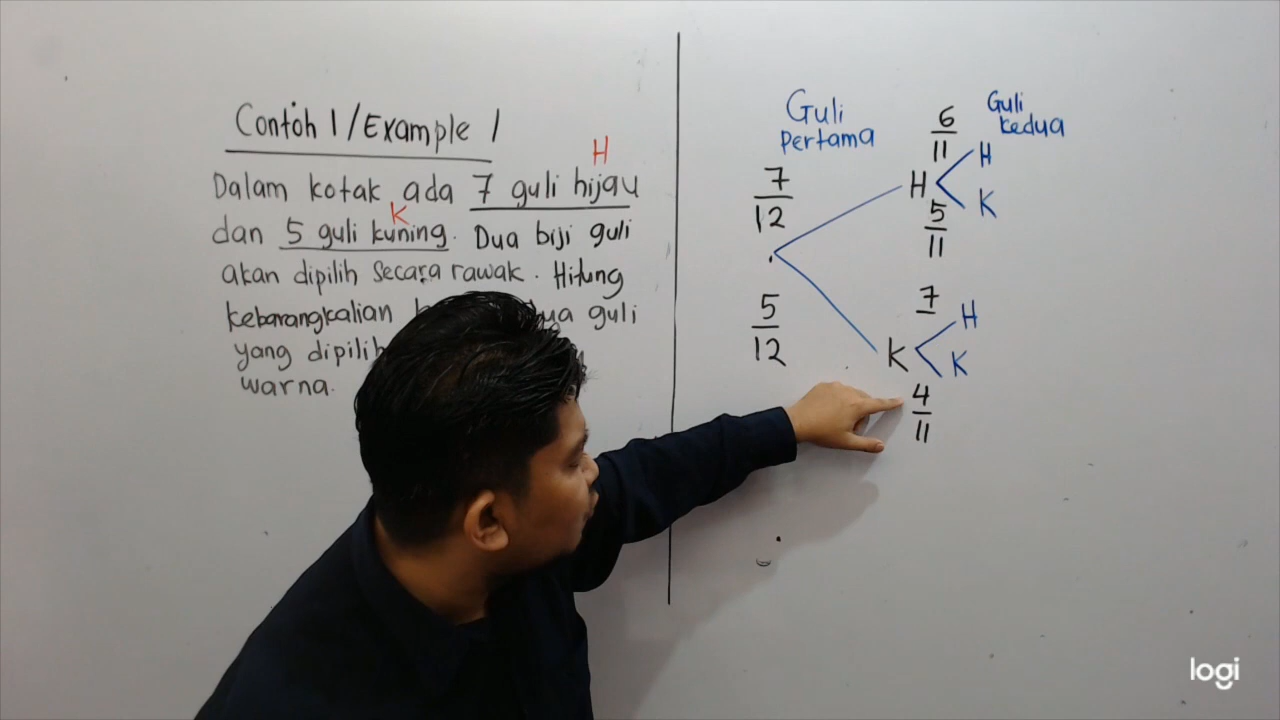 Contoh 1/Example 1
H
Dalam kotak ada 7 guli hijau
K
dan 5 guli kuning. Dua biji guli
akan dipilih secara rawak. Hitung
kebarangkalian guli
yang dipilih
warna.
Guli
pertama
Guli
kedua
7/12
5/12
H
6/11
H
K
5/11
K
7
H
K
4/11
logi